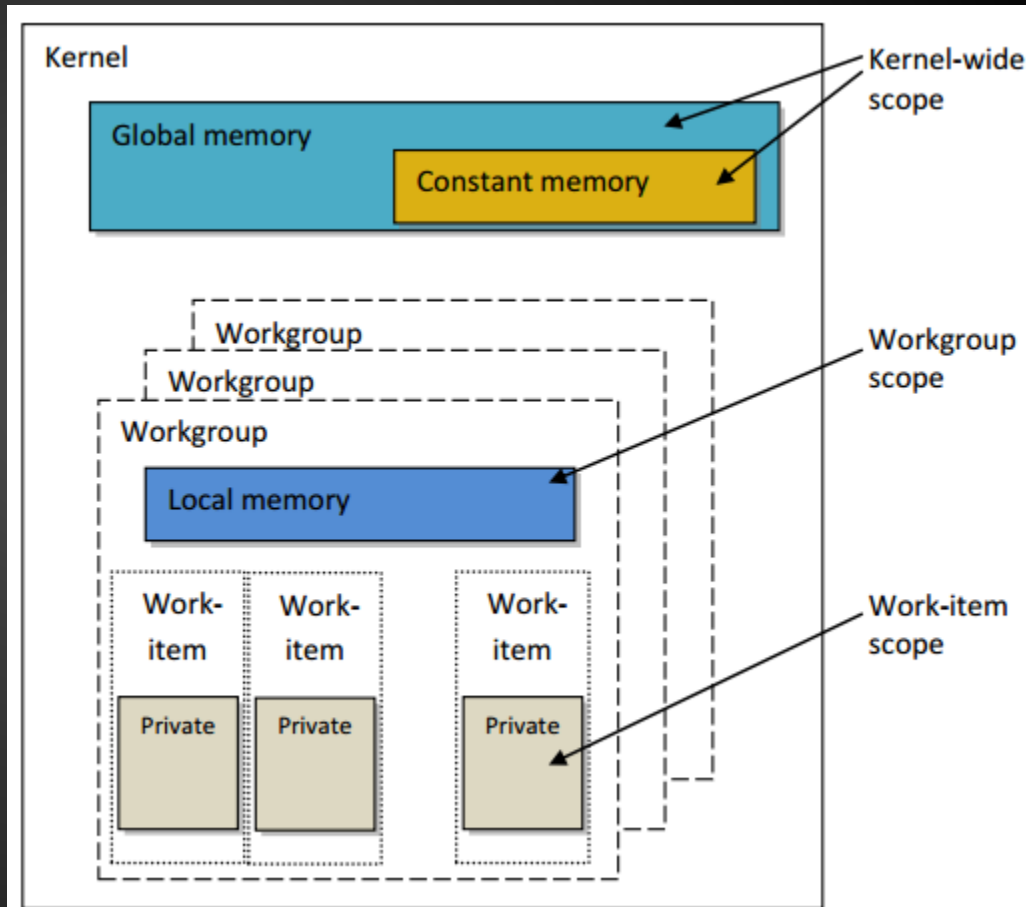 Kernel
Kernel-wide
scope
Global memory
Constant memory
Workgroup
Workgroup
Workgroup
Workgroup
scope
Local memory
Work-
item
Work-
item
Work-
item
Work-item
scope
Private
Private
Private